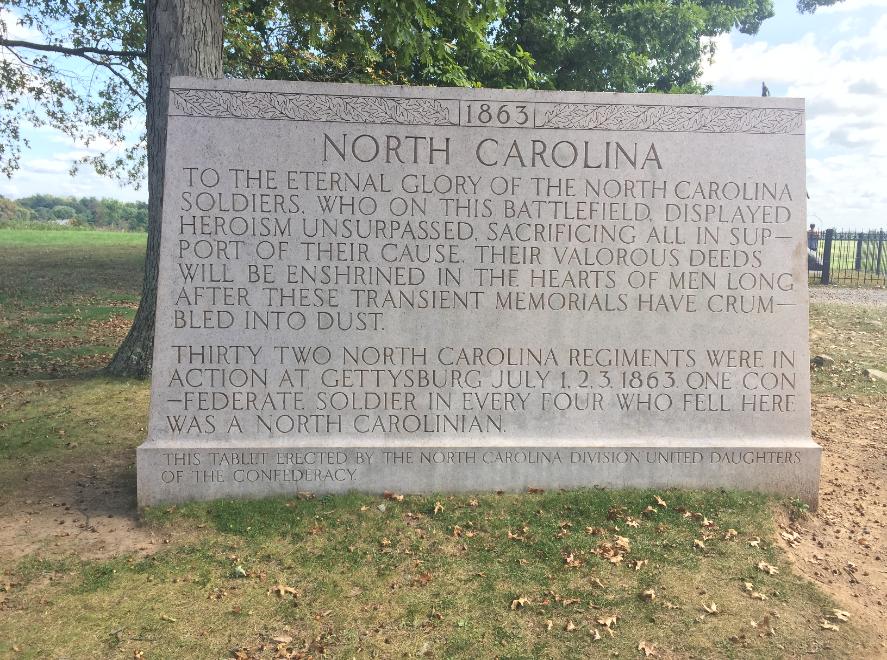 1863
NORTH CAROLINA
TO THE ETERNAL GLORY OF THE NORTH CAROLINA
SOLDIERS, WHO ON THIS BATTLEFIELD, DISPLAYED
HEROISM UNSURPASSED, SACRIFICING ALL IN SUP-
PORT OF THEIR CAUSE. THEIR VALOROUS DEEDS
WILL BE ENSHRINED IN THE HEARTS OF MEN LONG
AFTER THESE TRANSIENT MEMORIALS HAVE CRUM-
BLED INTO DUST.
THIRTY TWO NORTH CAROLINA REGIMENTS WERE IN
ACTION AT GETTYSBURG JULY 1, 2, 3, 1863. ONE CON
-FEDERATE SOLDIER IN EVERY FOUR WHO FELL HERE
WAS A NORTH CAROLINIAN.
THIS TABLET ERECTED BY THE NORTH CAROLINA DIVISION UNITED DAUGHTERS
OF THE CONFEDERACY